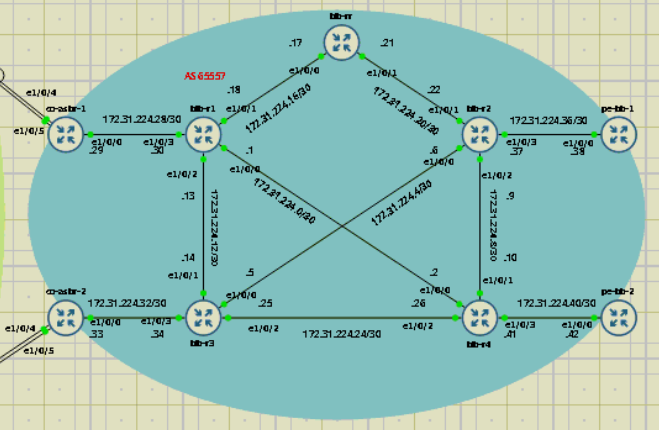 bb-rr
.17
.21
e1/0/0
e1/0/1
AS 65557
e1/0/4
.18
.22
co-asbr-1
bb-r1
e1/0/1
172.31.224.16/30
172.31.224.20/30
e1/0/1
bb-r2
pe-bb-1
e1/0/5
172.31.224.28/30
172.31.224.36/30
e1/0/0
e1/0/3
e1/0/3
e1/0/0
.29
.30
.1
.6
.37
.38
e1/0/0
e1/0/0
e1/0/2
e1/0/2
172.31.224.0/30
172.31.224.4/30
.13
172.31.224.12/30
172.31.224.8/30
.9
.14
.10
e1/0/1
.5
.2
e1/0/1
co-asbr-2
pe-bb-2
172.31.224.32/30
e1/0/0
.25
.26
e1/0/0
172.31.224.40/30
e1/0/4
e1/0/0
e1/0/3
e1/0/2
e1/0/2
e1/0/3
e1/0/0
.33
.34
172.31.224.24/30
.41
.42
e1/0/5
bb-r3
bb-r4